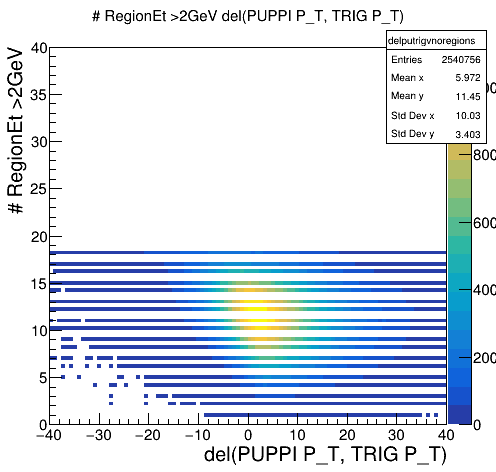 # RegionEt >2GeV del(PUPPI P_T, TRIG P_T)
delputrigvnoregions
Entries 2540756
Mean x 5.972
Mean y 11.45
Std Dev x 10.03
Std Dev y 3.403
# RegionEt >2GeV
40
35
30
25
20
15
10
5
0
−40 −30 −20 −10 0 10 20 30 40
del(PUPPI P_T, TRIG P_T)
800
600
400
200
0